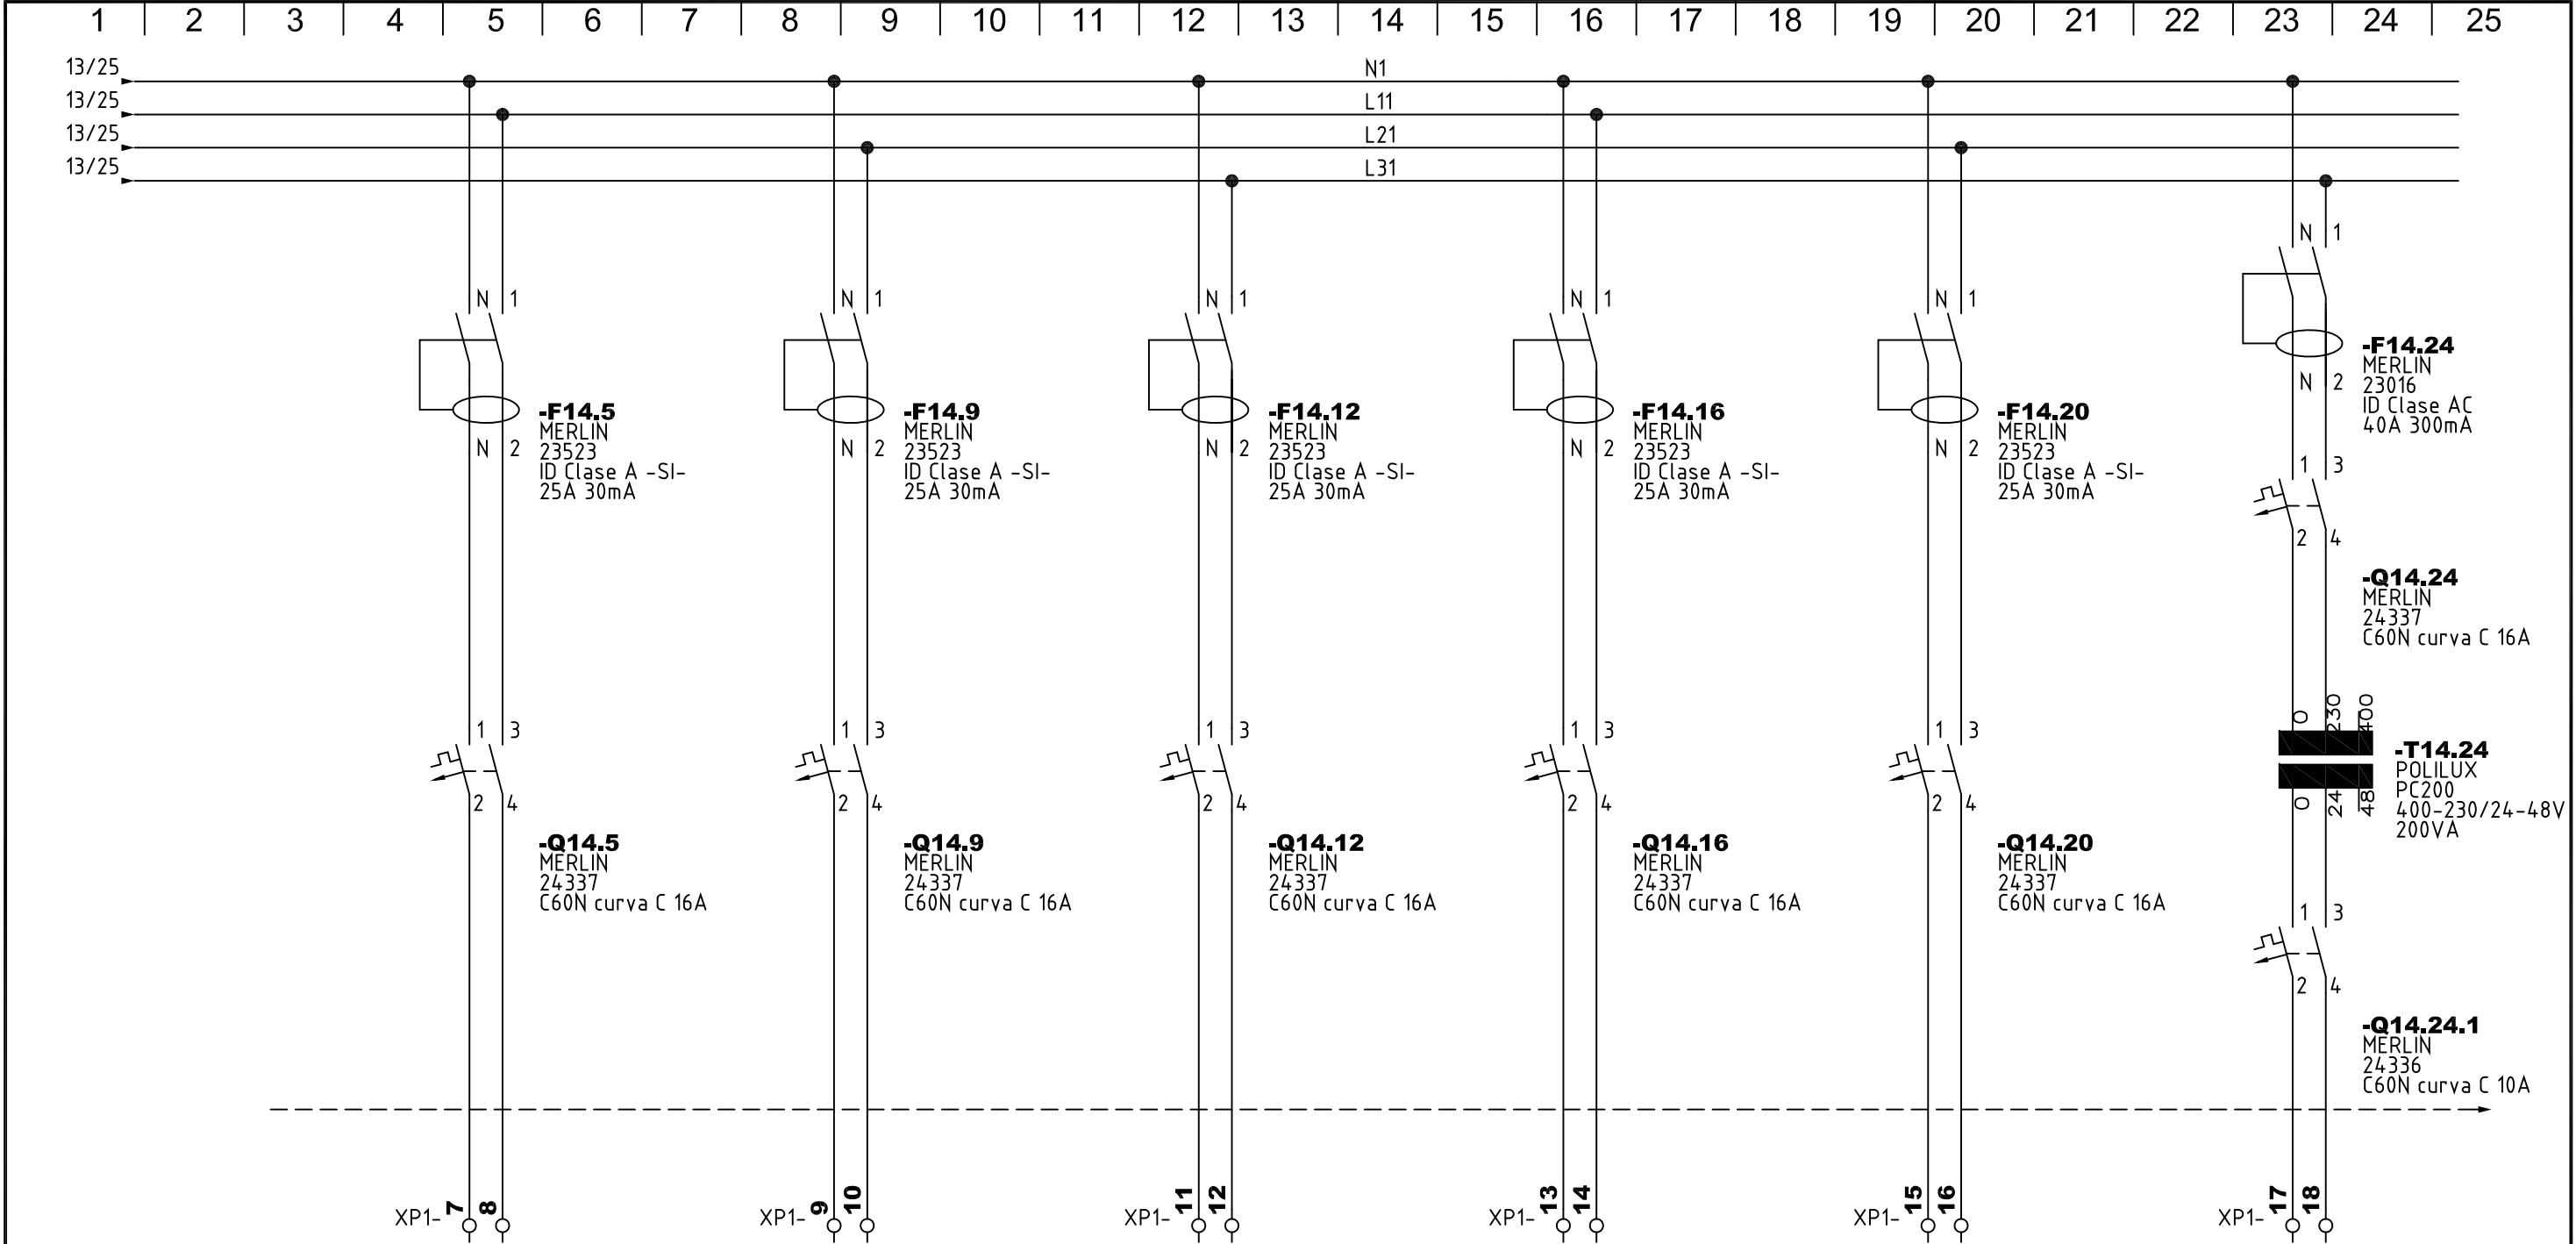 1 2 3 4 5 6 7 8 9 10 11 12 13 14 15 16 17 18 19 20 21 22 23 24 25
13/25 N1
13/25 L11
13/25 L21
13/25 L31
N 1
N 1 N 1 N 1 N 1 N 1
-F14.5
MERLIN
23523
ID Clase A -SI-
25A 30mA
N 2
-F14.9
MERLIN
23523
ID Clase A -SI-
25A 30mA
N 2
-F14.12
MERLIN
23523
ID Clase A -SI-
25A 30mA
N 2
-F14.16
MERLIN
23523
ID Clase A -SI-
25A 30mA
N 2
-F14.20
MERLIN
23523
ID Clase A -SI-
25A 30mA
N 2
-F14.24
MERLIN
23016
ID Clase AC
40A 300mA
N 2
1 3
2 4
-Q14.24
MERLIN
24337
C60N curva C 16A
1 3 1 3 1 3 1 3 1 3
2 4 2 4 2 4 2 4 2 4
0 230 400
-T14.24
POLILUX
PC200
400-230/24-48V
200VA
0 24 48
-Q14.5
MERLIN
24337
C60N curva C 16A
-Q14.9
MERLIN
24337
C60N curva C 16A
-Q14.12
MERLIN
24337
C60N curva C 16A
-Q14.16
MERLIN
24337
C60N curva C 16A
-Q14.20
MERLIN
24337
C60N curva C 16A
1 3
2 4
-Q14.24.1
MERLIN
24336
C60N curva C 10A
XP1- 7 8 XP1- 9 10 XP1- 11 12 XP1- 13 14 XP1- 15 16 XP1- 17 18